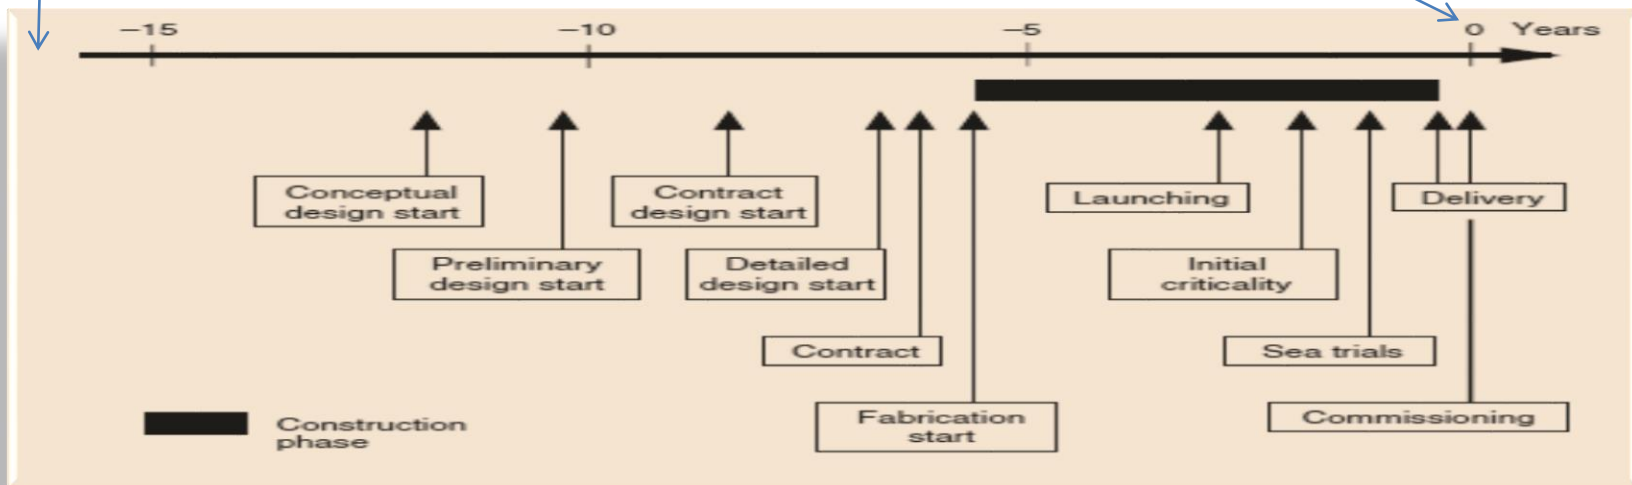 −15 −10 −5 0 Years
Conceptual
design start
Contract
design start
Launching
Delivery
Preliminary
design start
Detailed
design start
Initial
criticality
Contract
Sea trials
Fabrication
start
Commissioning
Construction
phase